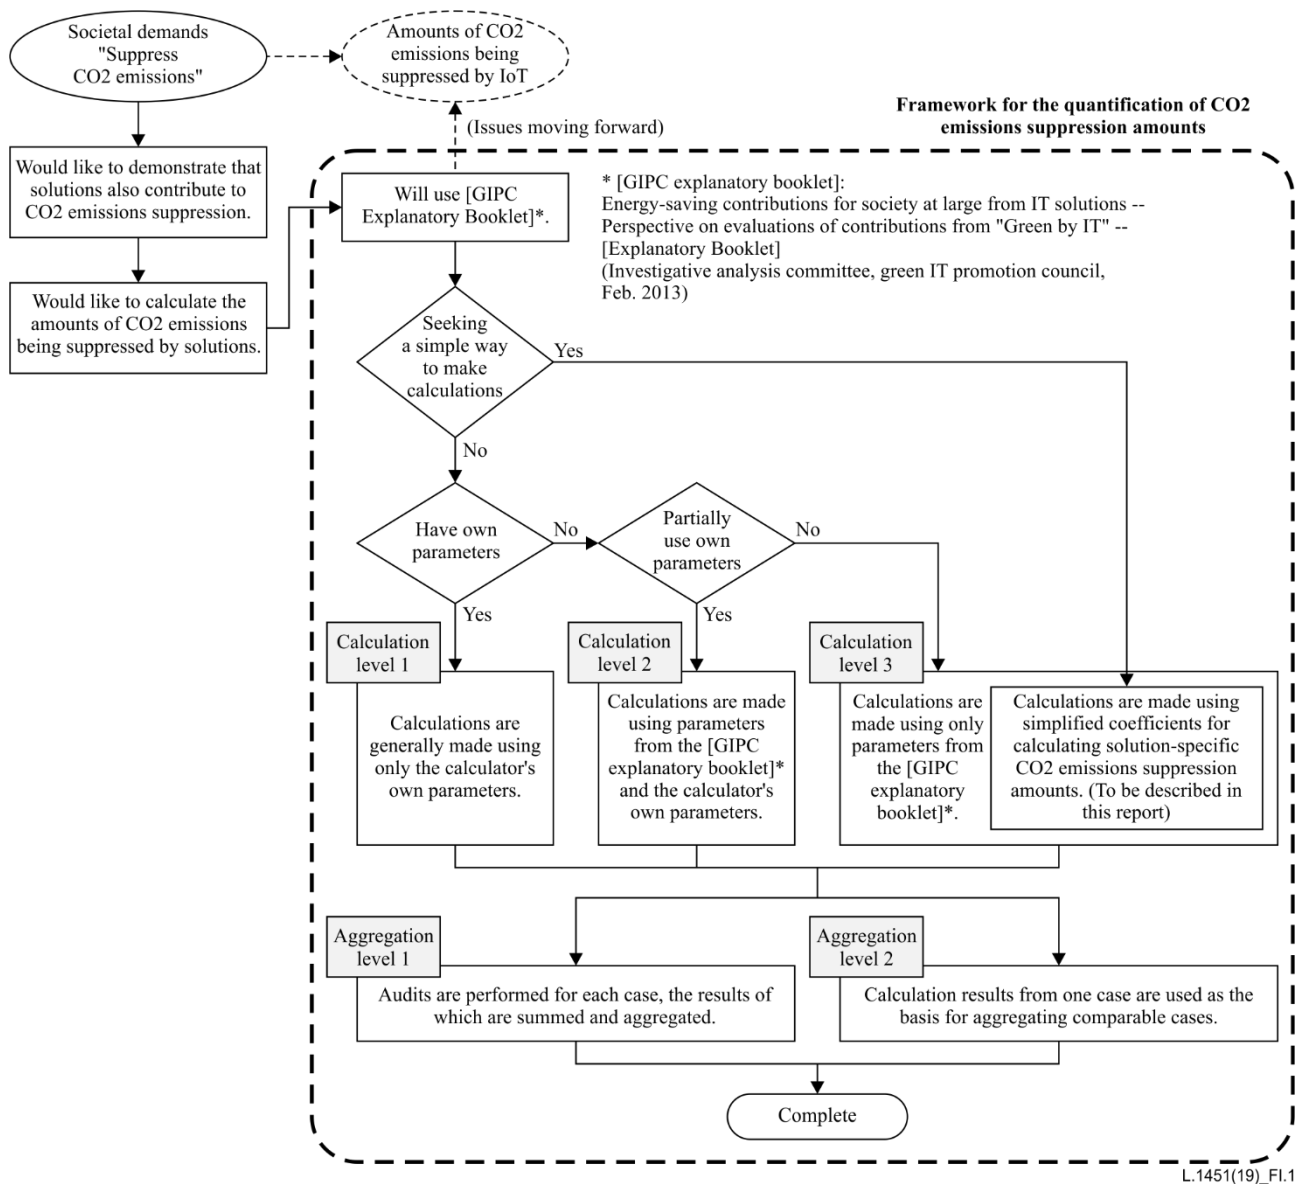 Societal demands
"Suppress
CO2 emissions"
Amounts of CO2
emissions being
suppressed by IoT
(Issues moving forward)
Framework for the quantification of CO2
emissions suppression amounts
Would like to demonstrate that
solutions also contribute to
CO2 emissions suppression.
Would like to calculate the
amounts of CO2 emissions
being suppressed by solutions.
Will use [GIPC
Explanatory Booklet]*.
* [GIPC explanatory booklet]:
Energy-saving contributions for society at large from IT solutions --
Perspective on evaluations of contributions from "Green by IT" --
[Explanatory Booklet]
(Investigative analysis committee, green IT promotion council,
Feb. 2013)
Seeking
a simple way
to make
calculations
Yes
No
Have own
parameters
No
Partially
use own
parameters
No
Yes
Yes
Calculation
level 1
Calculations are
generally made using
only the calculator's
own parameters.
Calculation
level 2
Calculations are made
using parameters
from the [GIPC
explanatory booklet]*
and the calculator's
own parameters.
Calculation
level 3
Calculations are
made using only
parameters from
the [GIPC
explanatory
booklet]*.
Calculations are made using
simplified coefficients for
calculating solution-specific
CO2 emissions suppression
amounts. (To be described in
this report)
Aggregation
level 1
Audits are performed for each case, the results of
which are summed and aggregated.
Aggregation
level 2
Calculation results from one case are used as the
basis for aggregating comparable cases.
Complete
L.1451(19)_FI.1